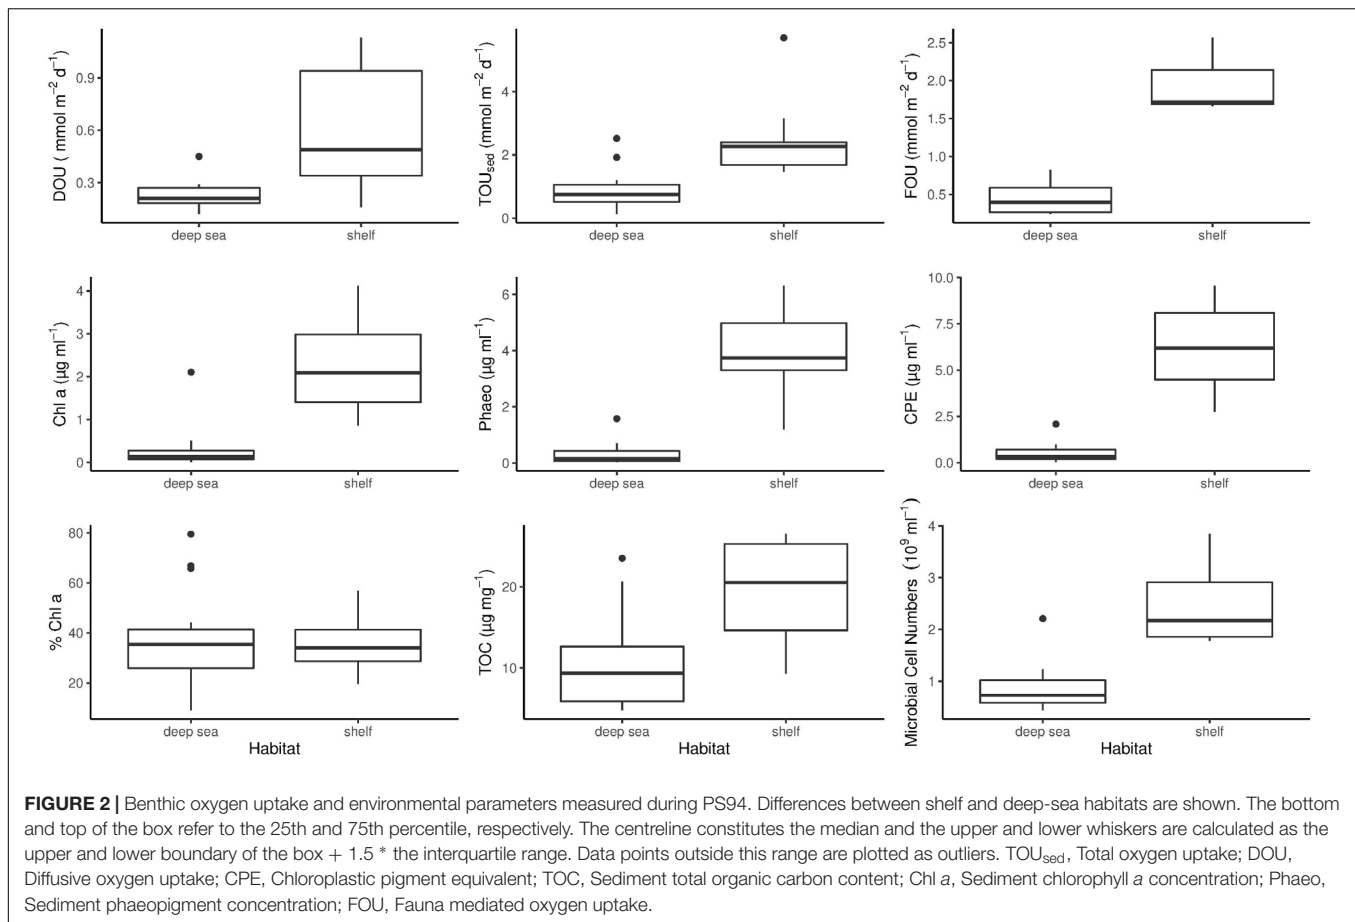 DOU ( mmol m−2 d−1)
0.9
0.6
0.3
deep sea
shelf
TOUsed (mmol m−2 d−1)
4
2
0
deep sea
shelf
FOU (mmol m−2 d−1)
2.5
2.0
1.5
1.0
0.5
deep sea
shelf
Chl a (µg ml−1)
4
3
2
1
0
deep sea
shelf
Phaeo (µg ml−1)
6
4
2
0
deep sea
shelf
CPE (µg ml−1)
10.0
7.5
5.0
2.5
0.0
deep sea
shelf
% Chl a
80
60
40
20
deep sea
shelf
Habitat
TOC (µg mg−1)
20
10
deep sea
shelf
Habitat
Microbial Cell Numbers (10⁹ ml−1)
4
3
2
1
deep sea
shelf
Habitat
FIGURE 2 | Benthic oxygen uptake and environmental parameters measured during PS94. Differences between shelf and deep-sea habitats are shown. The bottom
and top of the box refer to the 25th and 75th percentile, respectively. The centreline constitutes the median and the upper and lower whiskers are calculated as the
upper and lower boundary of the box + 1.5 * the interquartile range. Data points outside this range are plotted as outliers. TOUsed, Total oxygen uptake; DOU,
Diffusive oxygen uptake; CPE, Chloroplastic pigment equivalent; TOC, Sediment total organic carbon content; Chl a, Sediment chlorophyll a concentration; Phaeo,
Sediment phaeopigment concentration; FOU, Fauna mediated oxygen uptake.